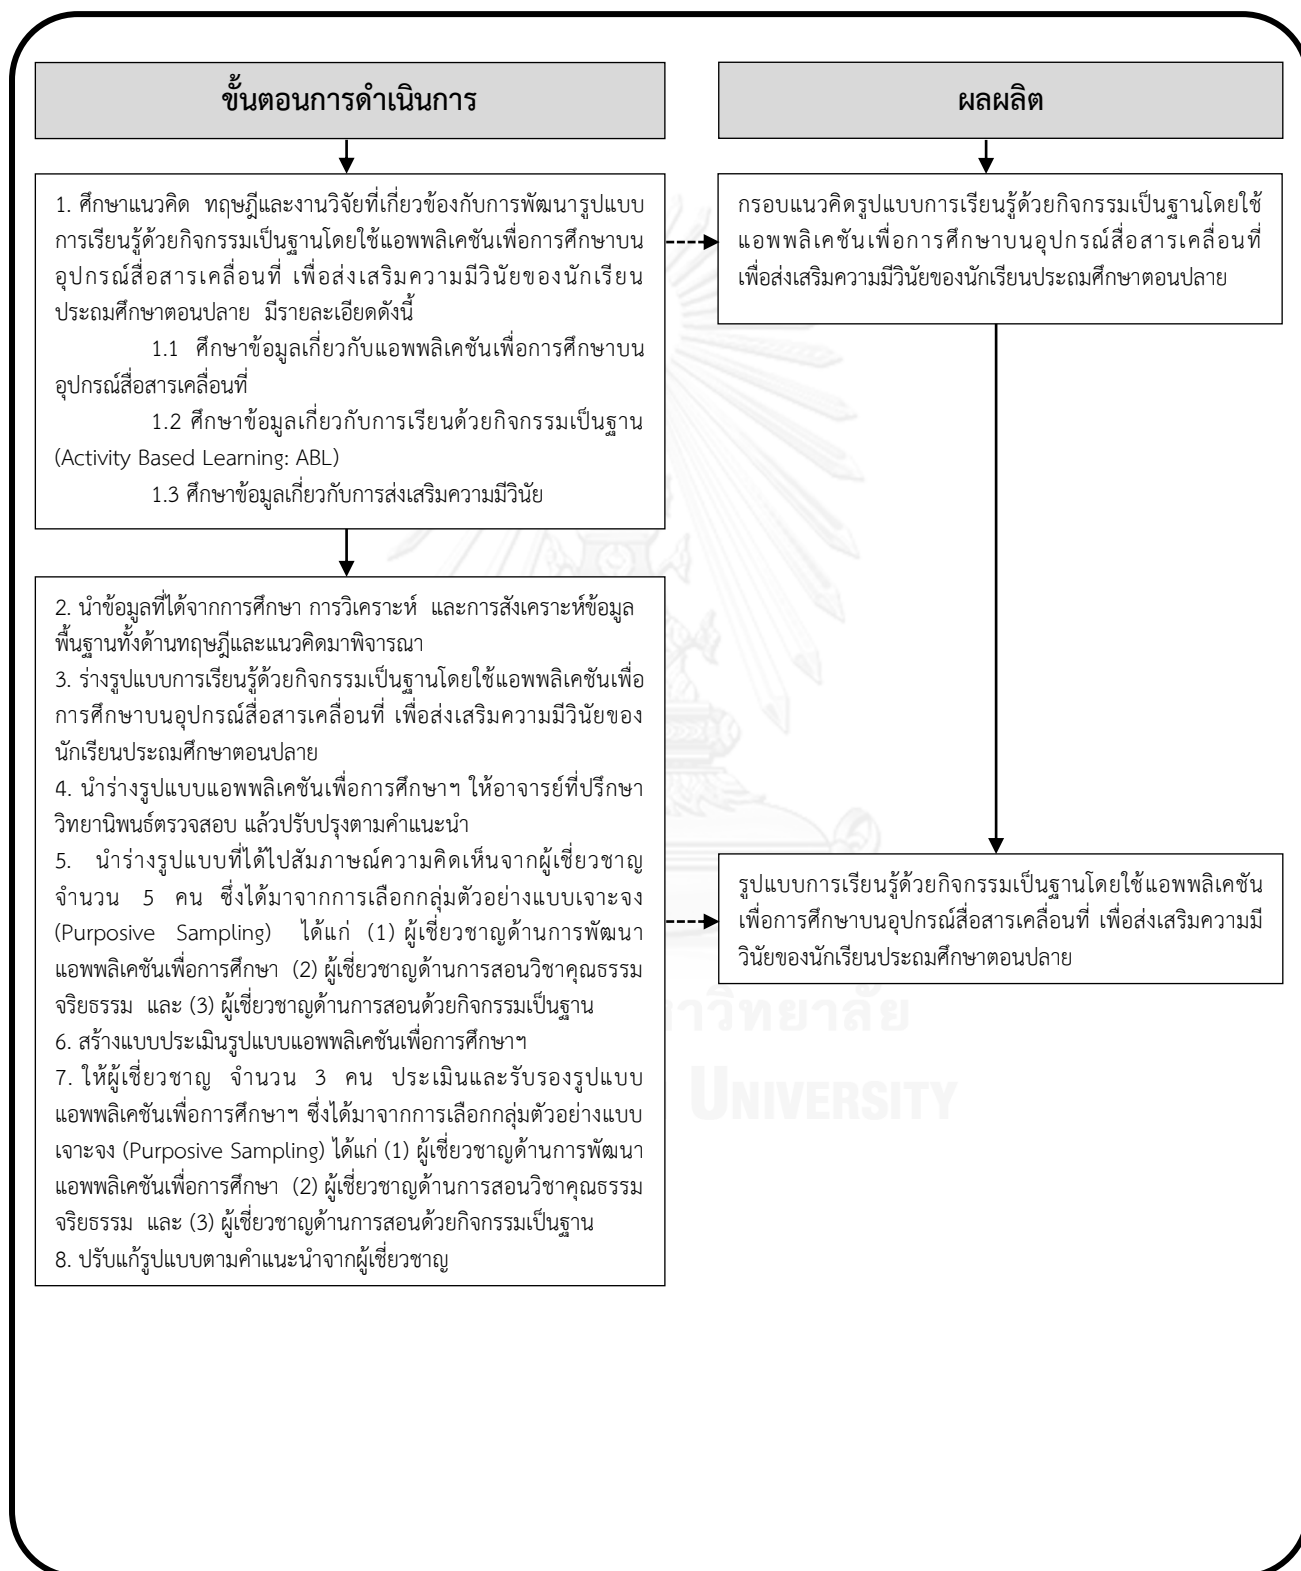 ขั้นตอนการดำเนินการ
ผลผลิต
1. ศึกษาแนวคิด ทฤษฎีและงานวิจัยที่เกี่ยวข้องกับการพัฒนารูปแบบ
การเรียนรู้ด้วยกิจกรรมเป็นฐานโดยใช้แอพพลิเคชันเพื่อการศึกษาบน
อุปกรณ์สื่อสารเคลื่อนที่ เพื่อส่งเสริมความมีวินัยของนักเรียน
ประถมศึกษาตอนปลาย มีรายละเอียดดังนี้
1.1 ศึกษาข้อมูลเกี่ยวกับแอพพลิเคชันเพื่อการศึกษาบน
อุปกรณ์สื่อสารเคลื่อนที่
1.2 ศึกษาข้อมูลเกี่ยวกับการเรียนด้วยกิจกรรมเป็นฐาน
(Activity Based Learning: ABL)
1.3 ศึกษาข้อมูลเกี่ยวกับการส่งเสริมความมีวินัย
กรอบแนวคิดรูปแบบการเรียนรู้ด้วยกิจกรรมเป็นฐานโดยใช้
แอพพลิเคชันเพื่อการศึกษาบนอุปกรณ์สื่อสารเคลื่อนที่
เพื่อส่งเสริมความมีวินัยของนักเรียนประถมศึกษาตอนปลาย
2. นำข้อมูลที่ได้จากการศึกษา การวิเคราะห์ และการสังเคราะห์ข้อมูล
พื้นฐานทั้งด้านทฤษฎีและแนวคิดมาพิจารณา
3. ร่างรูปแบบการเรียนรู้ด้วยกิจกรรมเป็นฐานโดยใช้แอพพลิเคชันเพื่อ
การศึกษาบนอุปกรณ์สื่อสารเคลื่อนที่ เพื่อส่งเสริมความมีวินัยของ
นักเรียนประถมศึกษาตอนปลาย
4. นำร่างรูปแบบแอพพลิเคชันเพื่อการศึกษาฯ ให้อาจารย์ที่ปรึกษา
วิทยานิพนธ์ตรวจสอบ แล้วปรับปรุงตามคำแนะนำ
5. นำร่างรูปแบบที่ได้ไปสัมภาษณ์ความคิดเห็นจากผู้เชี่ยวชาญ
จำนวน 5 คน ซึ่งได้มาจากการเลือกกลุ่มตัวอย่างแบบเจาะจง
(Purposive Sampling) ได้แก่ (1) ผู้เชี่ยวชาญด้านการพัฒนา
แอพพลิเคชันเพื่อการศึกษา (2) ผู้เชี่ยวชาญด้านการสอนวิชาคุณธรรม
จริยธรรม และ (3) ผู้เชี่ยวชาญด้านการสอนด้วยกิจกรรมเป็นฐาน
6. สร้างแบบประเมินรูปแบบแอพพลิเคชันเพื่อการศึกษาฯ
7. ให้ผู้เชี่ยวชาญ จำนวน 3 คน ประเมินและรับรองรูปแบบ
แอพพลิเคชันเพื่อการศึกษาฯ ซึ่งได้มาจากการเลือกกลุ่มตัวอย่างแบบ
เจาะจง (Purposive Sampling) ได้แก่ (1) ผู้เชี่ยวชาญด้านการพัฒนา
แอพพลิเคชันเพื่อการศึกษา (2) ผู้เชี่ยวชาญด้านการสอนวิชาคุณธรรม
จริยธรรม และ (3) ผู้เชี่ยวชาญด้านการสอนด้วยกิจกรรมเป็นฐาน
8. ปรับแก้รูปแบบตามคำแนะนำจากผู้เชี่ยวชาญ
รูปแบบการเรียนรู้ด้วยกิจกรรมเป็นฐานโดยใช้แอพพลิเคชัน
เพื่อการศึกษาบนอุปกรณ์สื่อสารเคลื่อนที่ เพื่อส่งเสริมความมี
วินัยของนักเรียนประถมศึกษาตอนปลาย
าวิทยาลัย
UNIVERSITY